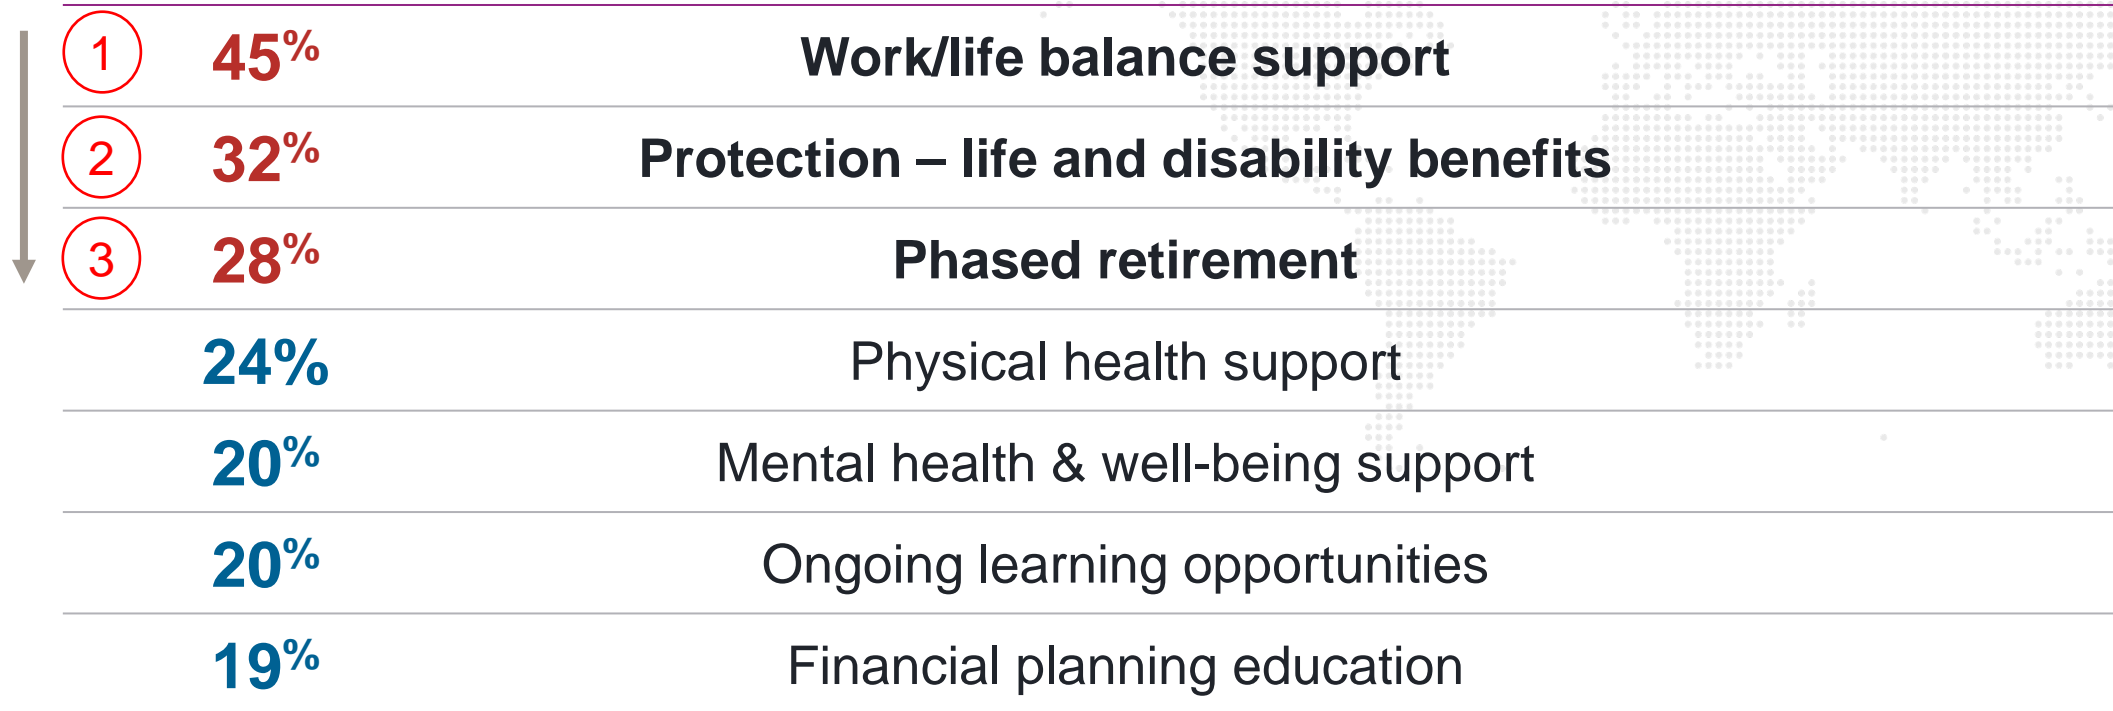 1 45% Work/life balance support
2 32% Protection – life and disability benefits
3 28% Phased retirement
24% Physical health support
20% Mental health & well-being support
20% Ongoing learning opportunities
19% Financial planning education